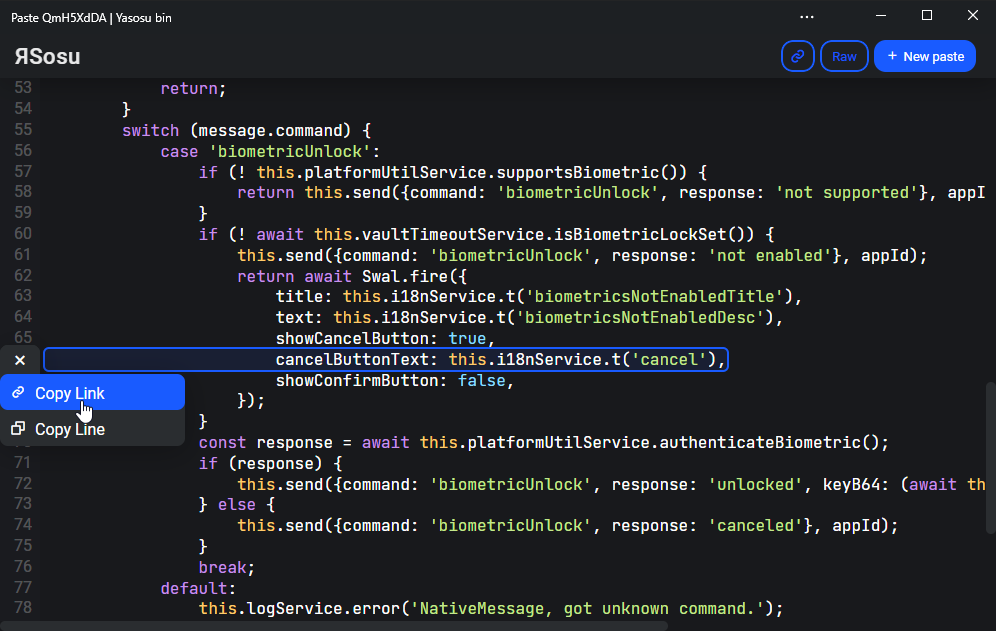 Paste QmH5XdDA | Yasosu bin
ЯSosu
Raw
+ New paste
53 return;
54 }
55 switch (message.command) {
56 case 'biometricUnlock':
57 if (! this.platformUtilService.supportsBiometric()) {
58 return this.send({command: 'biometricUnlock', response: 'not supported'}, appI
59 }
60 if (! await this.vaultTimeoutService.isBiometricLockSet()) {
61 this.send({command: 'biometricUnlock', response: 'not enabled'}, appId);
62 return await Swal.fire({
63 title: this.i18nService.t('biometricsNotEnabledTitle'),
64 text: this.i18nService.t('biometricsNotEnabledDesc'),
65 showCancelButton: true,
cancelButtonText: this.i18nService.t('cancel'),
Copy Link
showConfirmButton: false,
});
Copy Line
}
const response = await this.platformUtilService.authenticateBiometric();
71 if (response) {
72 this.send({command: 'biometricUnlock', response: 'unlocked', keyB64: (await th
73 } else {
74 this.send({command: 'biometricUnlock', response: 'canceled'}, appId);
75 }
76 break;
77 default:
78 this.logService.error('NativeMessage, got unknown command.');